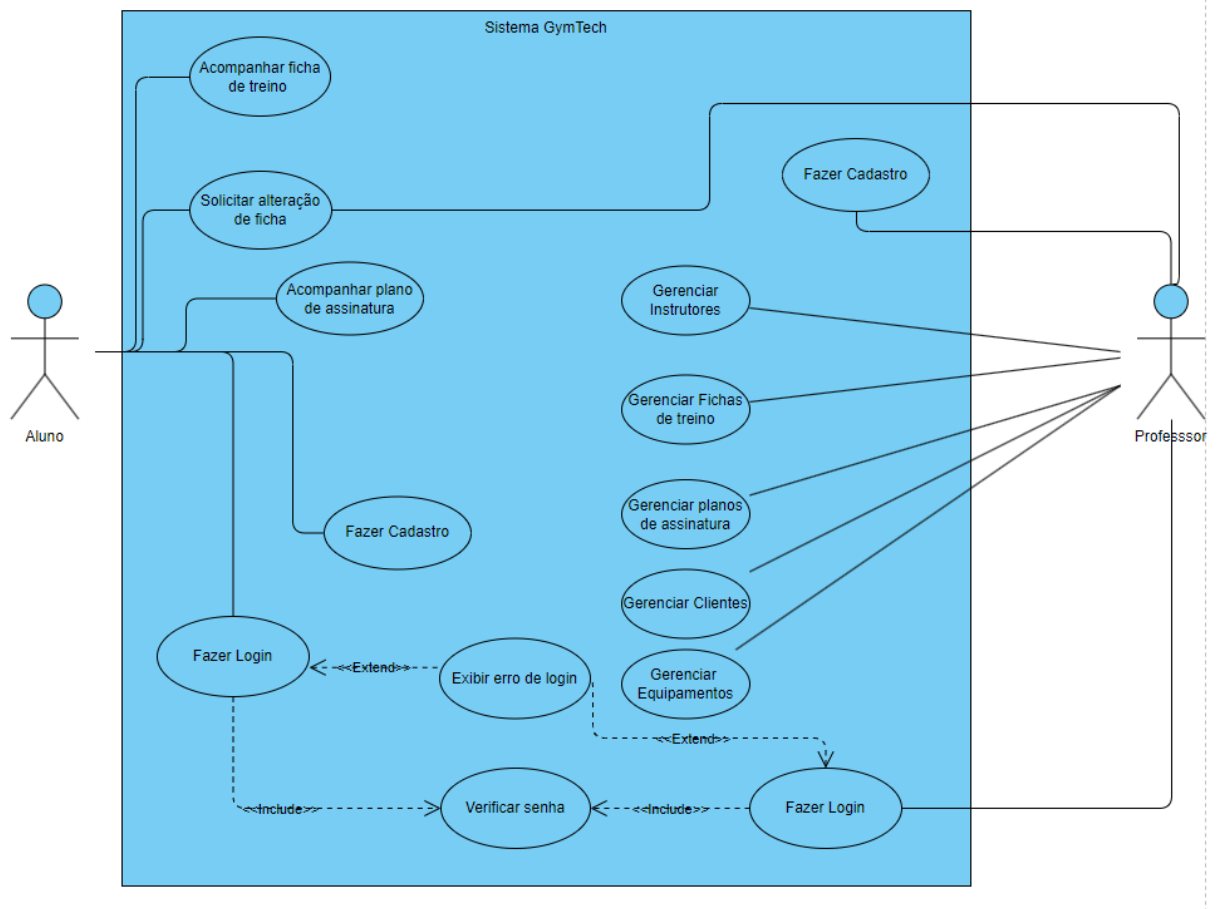 Sistema GymTech
Acompanhar ficha
de treino
Fazer Cadastro
Solicitar alteração
de ficha
Acompanhar plano
de assinatura
Gerenciar
Instrutores
Gerenciar Fichas
de treino
Aluno
Professsor
Gerenciar planos
de assinatura
Fazer Cadastro
Gerenciar Clientes
Fazer Login
<<Extend>>
Exibir erro de login
Gerenciar
Equipamentos
<<Extend>>
<<Include>>
Verificar senha
<<Include>>
Fazer Login